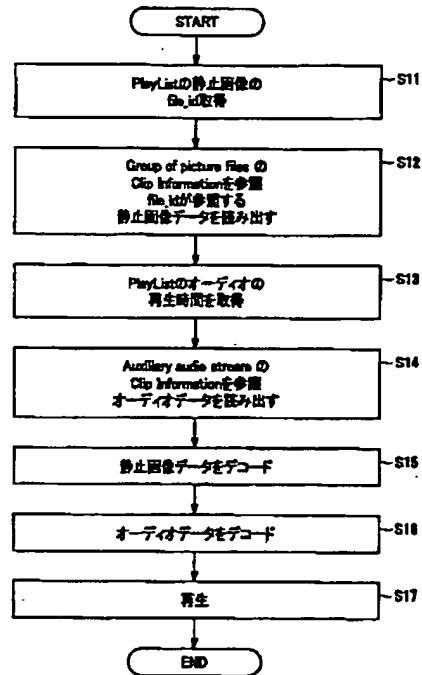 START
PlayListの静止画像の
file_id取得
S11
Group of picture files の
Clip Informationを参照
file_idが参照する
静止画像データを読み出す
S12
PlayListのオーディオの
再生時間を取得
S13
Auxiliary audio stream の
Clip Informationを参照
オーディオデータを読み出す
S14
静止画像データをデコード
S15
オーディオデータをデコード
S16
再生
S17
END